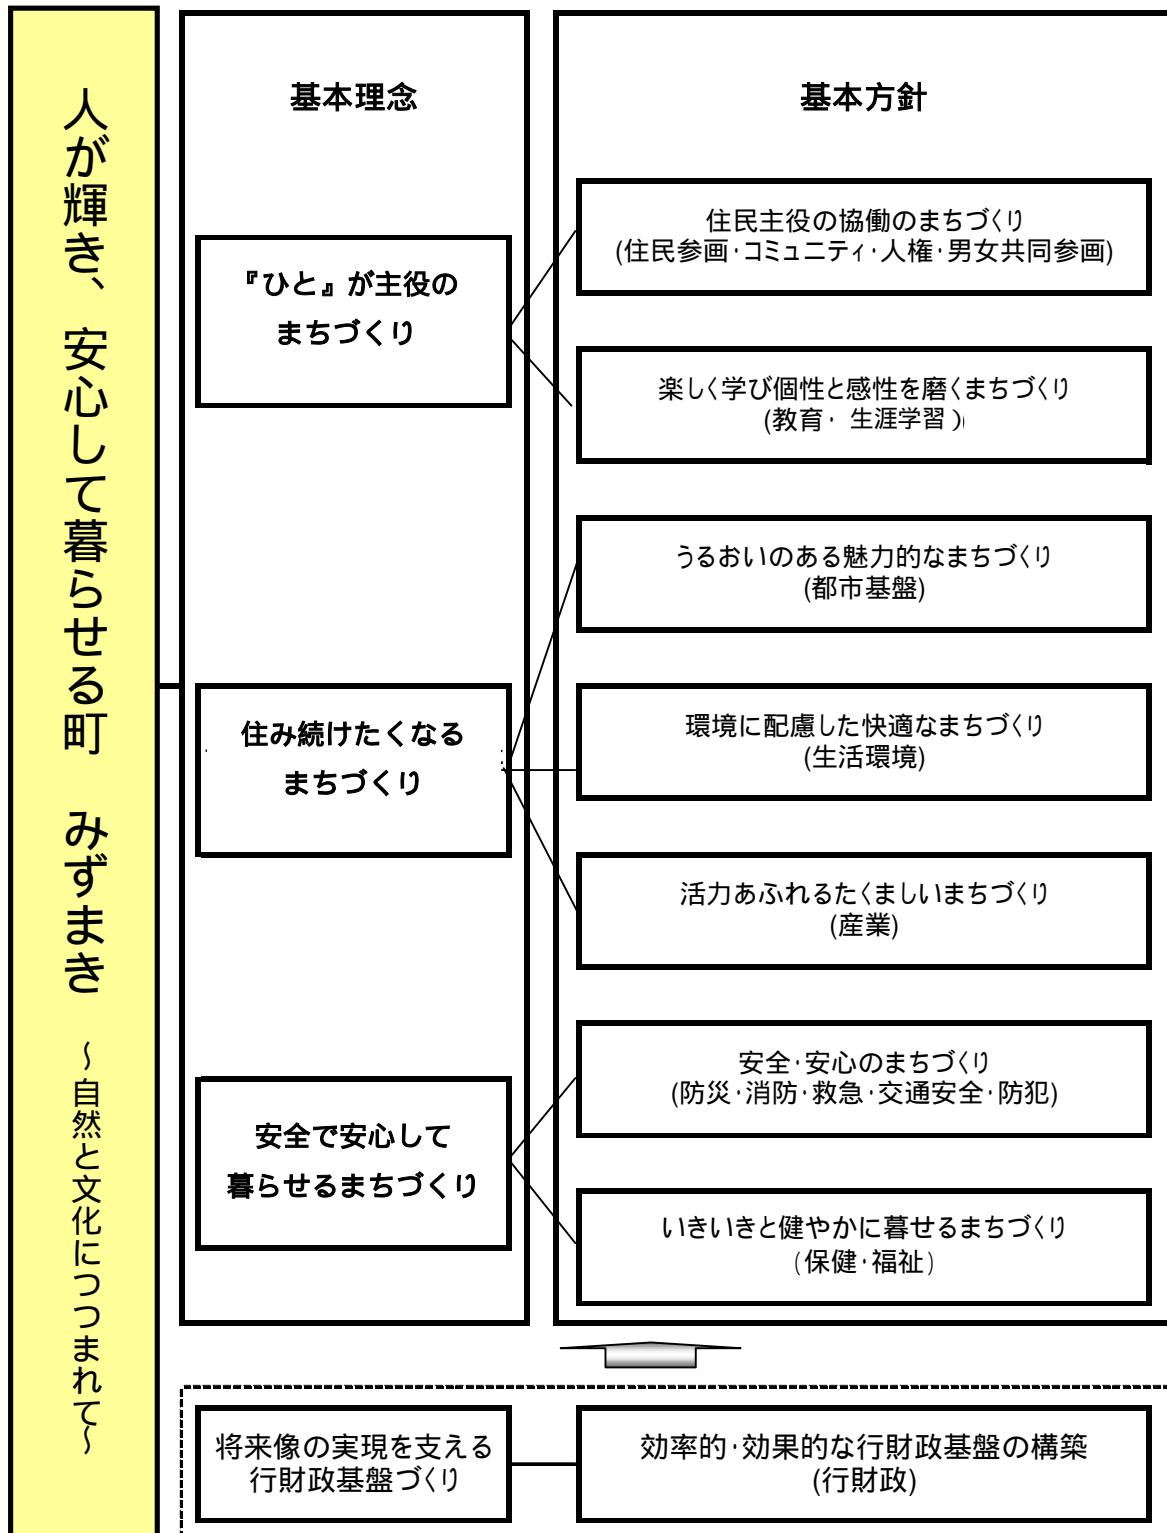 人が輝き、安心して暮らせる町　みずまき　～自然と文化につつまれて～
基本理念
『ひと』が主役の
まちづくり
住み続けたくなる
まちづくり
安全で安心して
暮らせるまちづくり
基本方針
住民主役の協働のまちづくり
(住民参画・コミュニティ・人権・男女共同参画)
楽しく学び個性と感性を磨くまちづくり
(教育・ 生涯学習)
うるおいのある魅力的なまちづくり
(都市基盤)
環境に配慮した快適なまちづくり
(生活環境)
活力あふれるたくましいまちづくり
(産業)
安全・安心のまちづくり
(防災・消防・救急・交通安全・防犯)
いきいきと健やかに暮せるまちづくり
(保健・福祉)
将来像の実現を支える
行財政基盤づくり
効率的・効果的な行財政基盤の構築
(行財政)